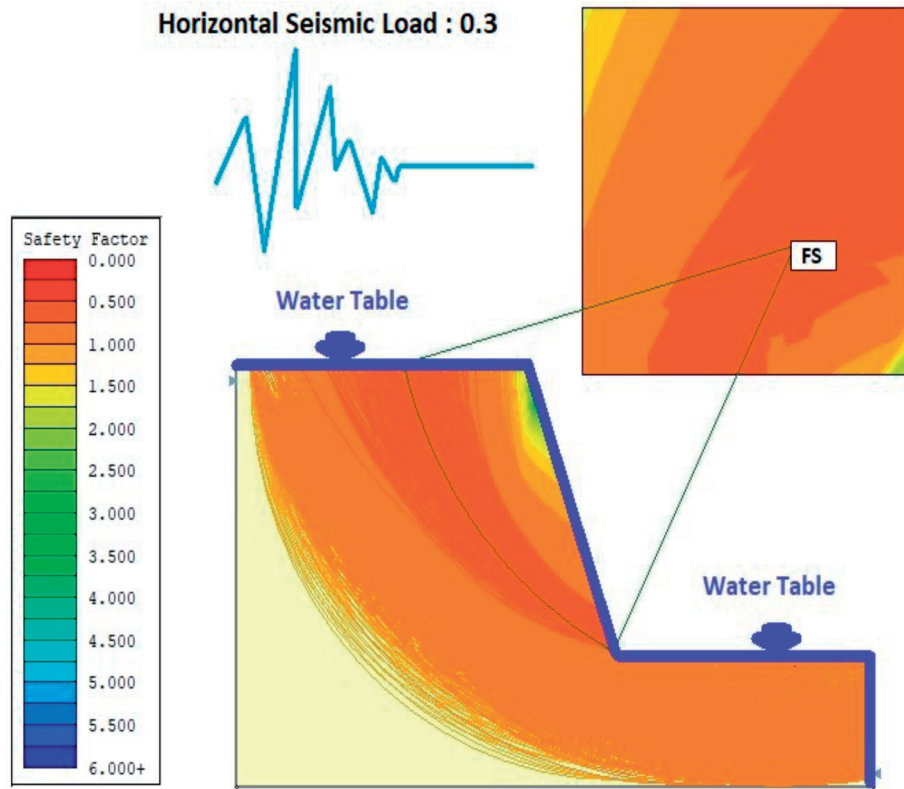 Horizontal Seismic Load : 0.3
FS
Safety Factor
0.000
0.500
1.000
1.500
2.000
2.500
3.000
3.500
4.000
4.500
5.000
5.500
6.000+
Water Table
Water Table